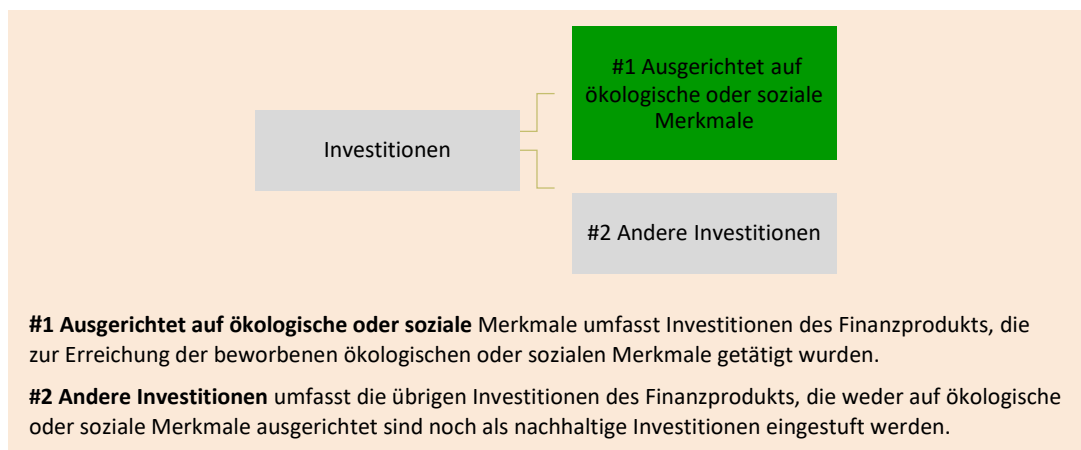 #1 Ausgerichtet auf
ökologische oder soziale
Merkmale
Investitionen
#2 Andere Investitionen
#1 Ausgerichtet auf ökologische oder soziale Merkmale umfasst Investitionen des Finanzprodukts, die
zur Erreichung der beworbenen ökologischen oder sozialen Merkmale getätigt wurden.
#2 Andere Investitionen umfasst die übrigen Investitionen des Finanzprodukts, die weder auf ökologische
oder soziale Merkmale ausgerichtet sind noch als nachhaltige Investitionen eingestuft werden.